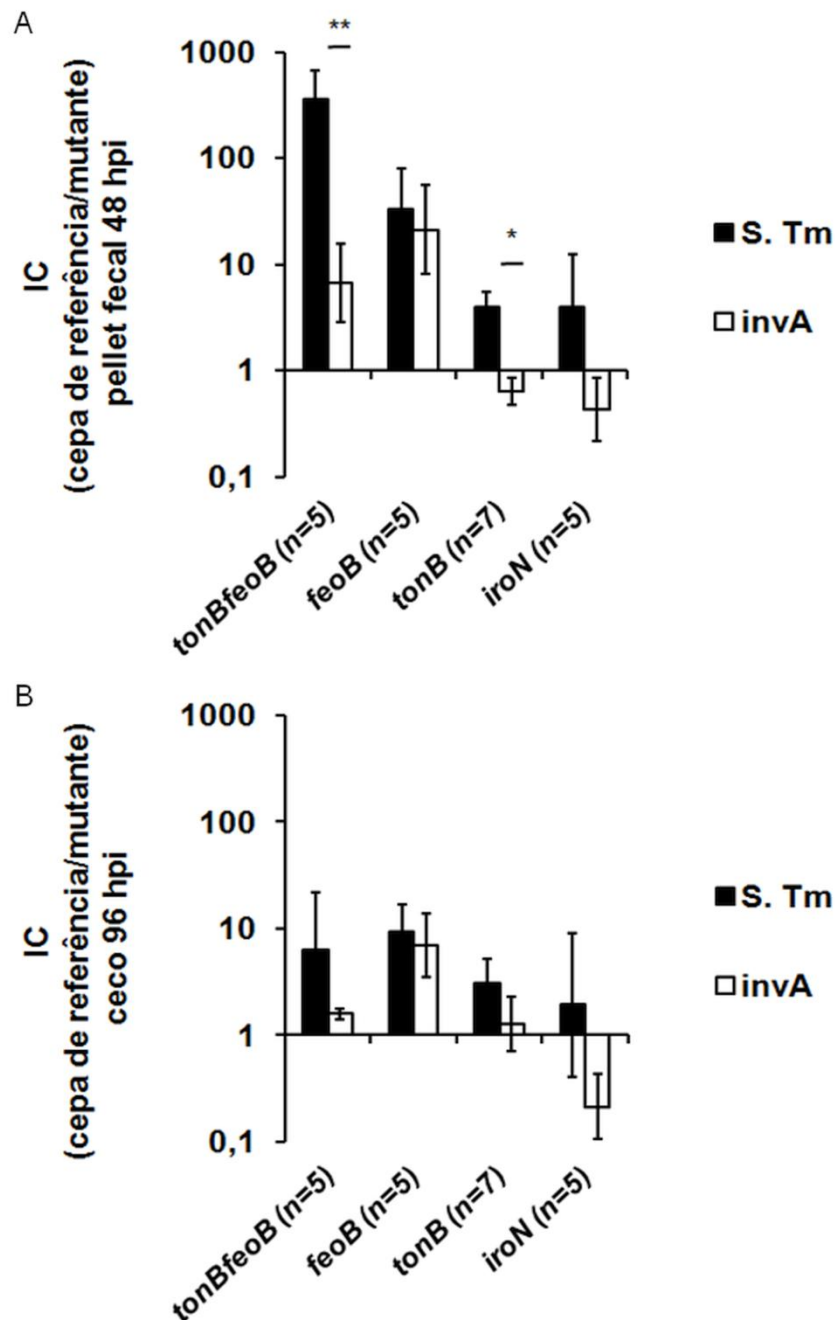 A
**
1000
100
10
1
0,1
IC
(cepa de referência/mutante)
pellet fecal 48 hpi
*
S. Tm
invA
tonBfeoB (n=5)
feoB (n=5)
tonB (n=7)
iroN (n=5)
B
1000
100
10
1
0,1
IC
(cepa de referência/mutante)
ceco 96 hpi
S. Tm
invA
tonBfeoB (n=5)
feoB (n=5)
tonB (n=7)
iroN (n=5)